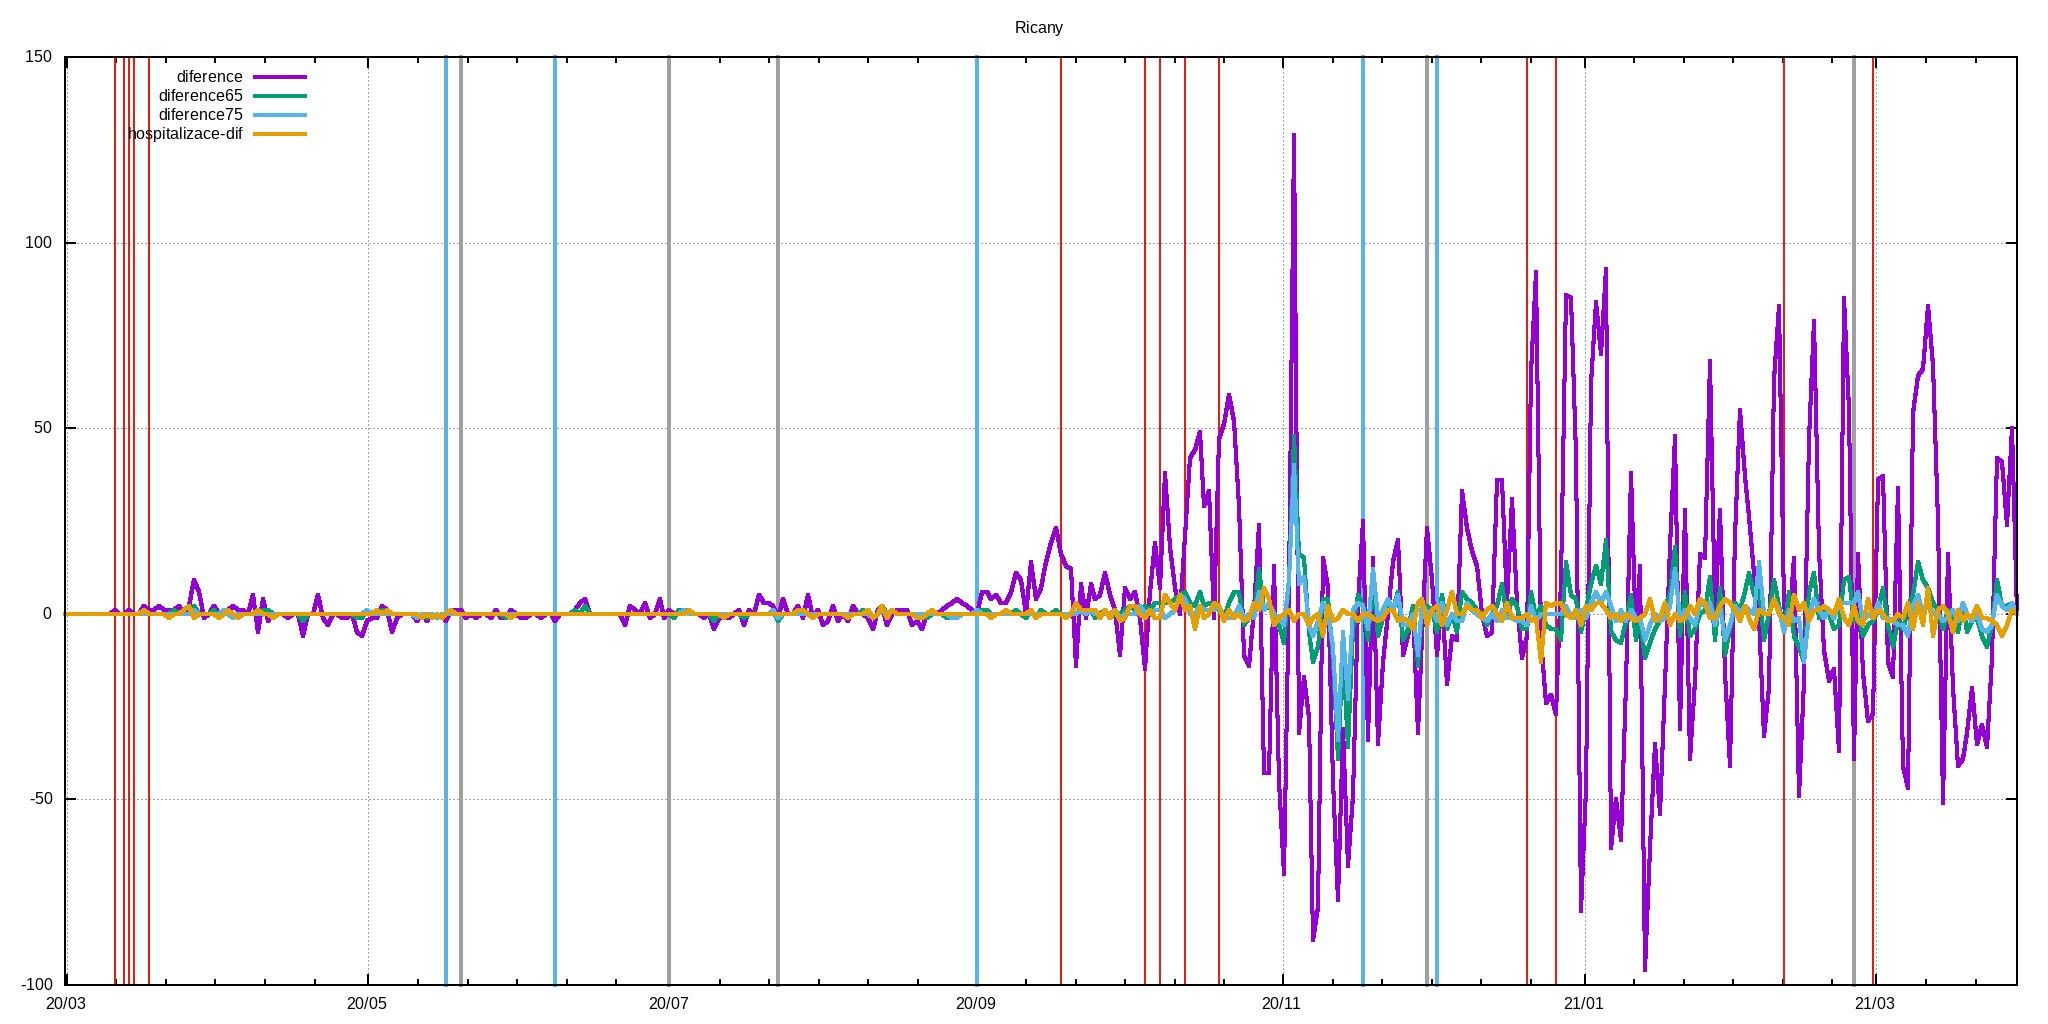 Ricany
150
diference
diference65
diference75
hospitalizace-dif
100
50
0
-50
-100
20/03 20/05 20/07 20/09 20/11 21/01 21/03